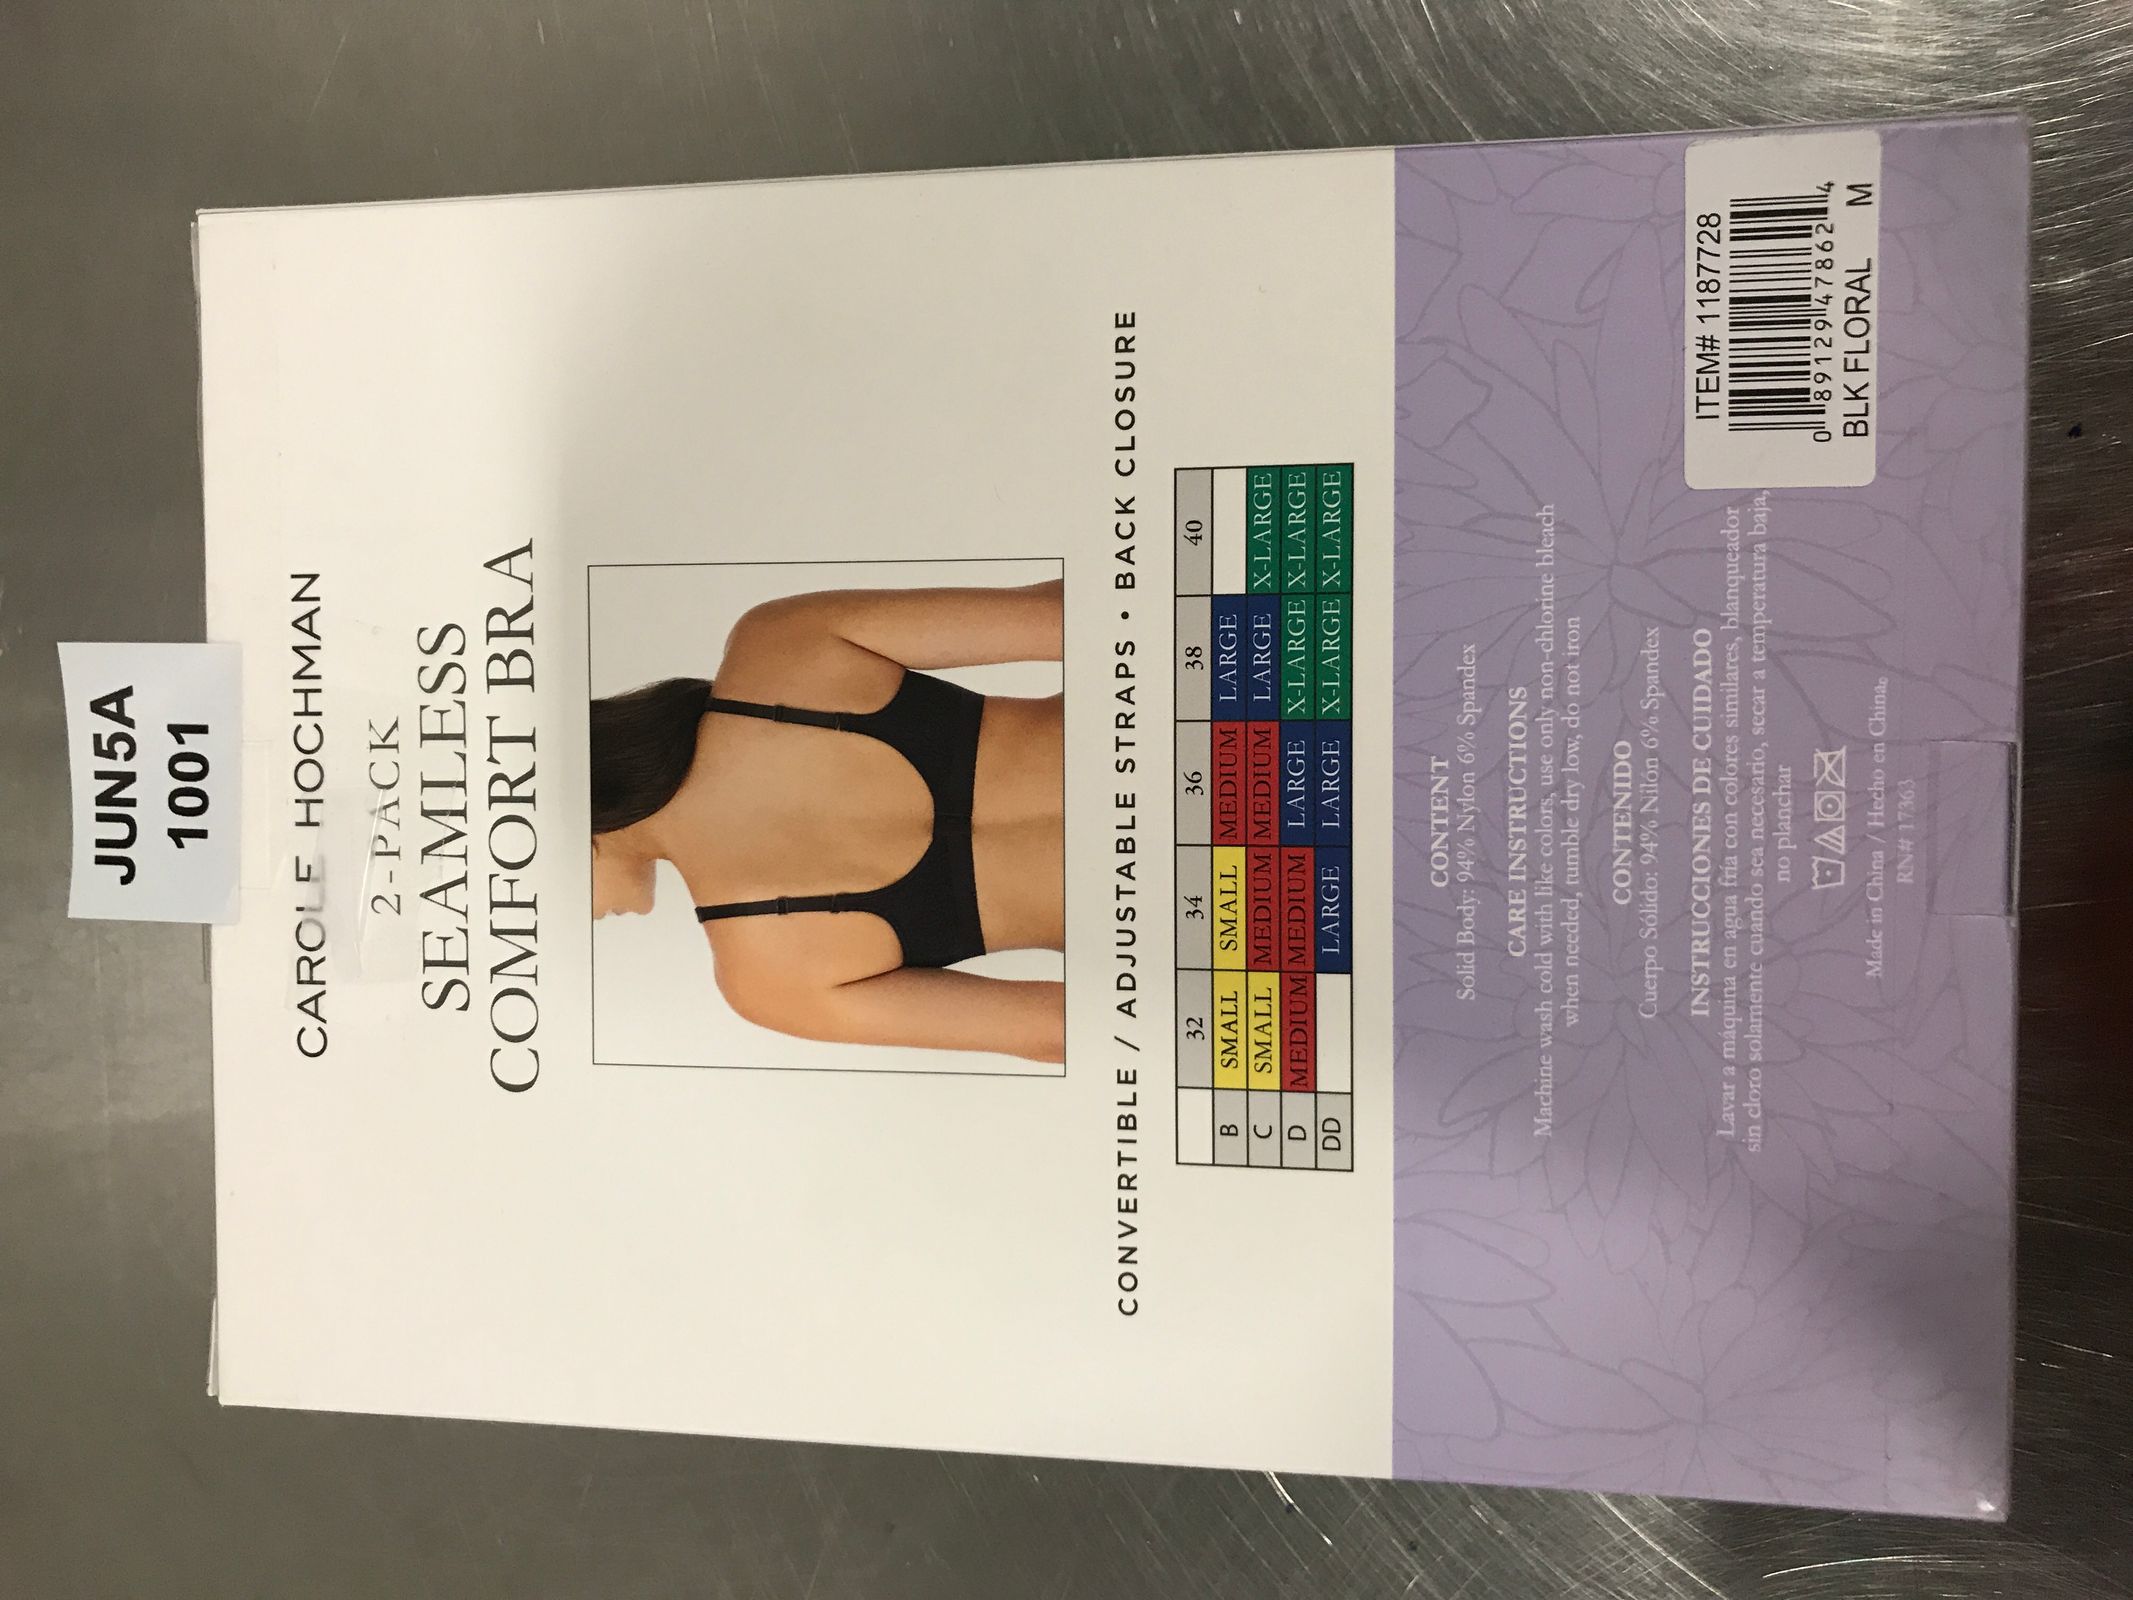 JUN5A
1001
CAROLE HOCHMAN
2-PACK
SEAMLESS
COMFORT BRA
CONVERTIBLE / ADJUSTABLE STRAPS • BACK CLOSURE
32 34 36 38 40
B SMALL SMALL MEDIUM LARGE
C SMALL MEDIUM MEDIUM LARGE X-LARGE
D MEDIUM MEDIUM LARGE X-LARGE X-LARGE
DD LARGE LARGE X-LARGE X-LARGE
CONTENT
Solid Body: 94% Nylon 6% Spandex
CARE INSTRUCTIONS
Machine wash cold with like colors, use only non-chlorine bleach
when needed, tumble dry low, do not iron
CONTENIDO
Cuerpo Solido: 94% Nilón 6% Spandex
INSTRUCCIONES DE CUIDADO
Lavar a máquina en agua fría con colores similares, blanqueador
sin cloro solamente cuando sea necesario, secar a temperatura baja,
no planchar
Made in China / Hecho en China.
RN# 17363
ITEM# 1187728
0 89129 47862 4
BLK FLORAL M